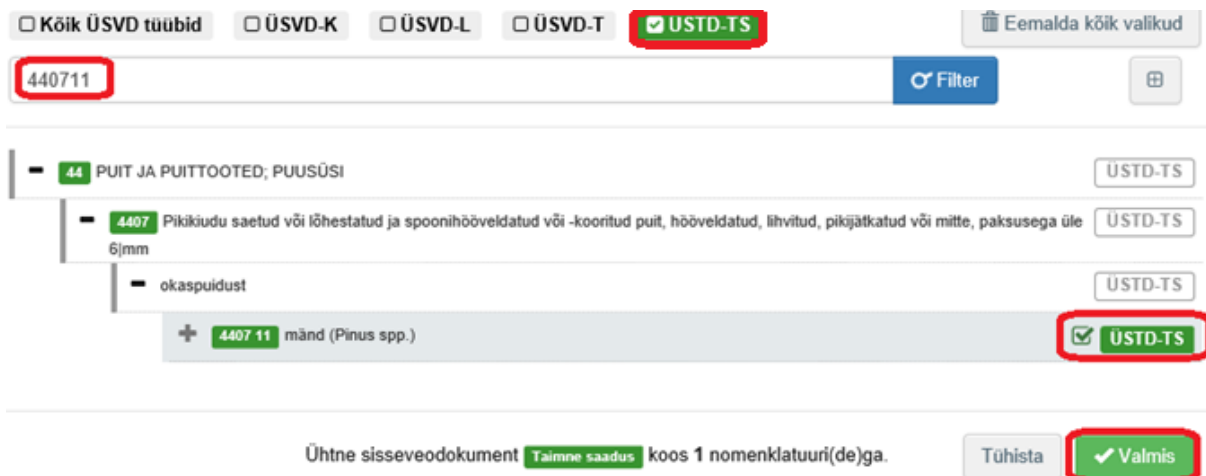 Kõik ÜSVD tüübid ÜSVD-K ÜSVD-L ÜSVD-T ÜSTD-TS Eemalda kõik valikud
440711 Filter
44 PUIT JA PUITTOOTED; PUUSÜSI ÜSTD-TS
4407 Pikikiudu saetud või lõhestatud ja spoonihööveldatud või -kooritud puit, hööveldatud, lihvitud, pikijätkatud või mitte, paksusega üle ÜSTD-TS
6|mm
okaspuidust ÜSTD-TS
4407 11 mänd (Pinus spp.) ÜSTD-TS
Ühtne sisseveodokument Taimne saadus koos 1 nomenklatuuri(de)ga. Tühista Valmis